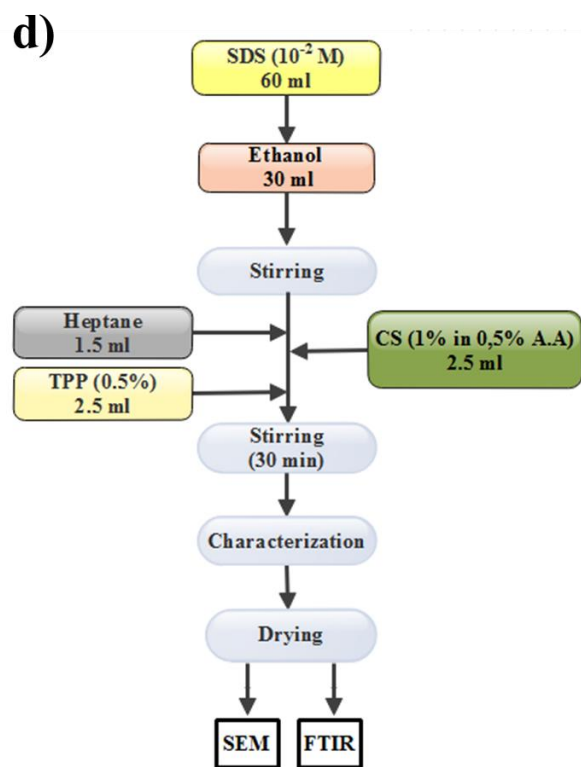 d)
SDS (10⁻² M)
60 ml
Ethanol
30 ml
Stirring
Heptane
1.5 ml
CS (1% in 0,5% A.A)
2.5 ml
TPP (0.5%)
2.5 ml
Stirring
(30 min)
Characterization
Drying
SEM
FTIR